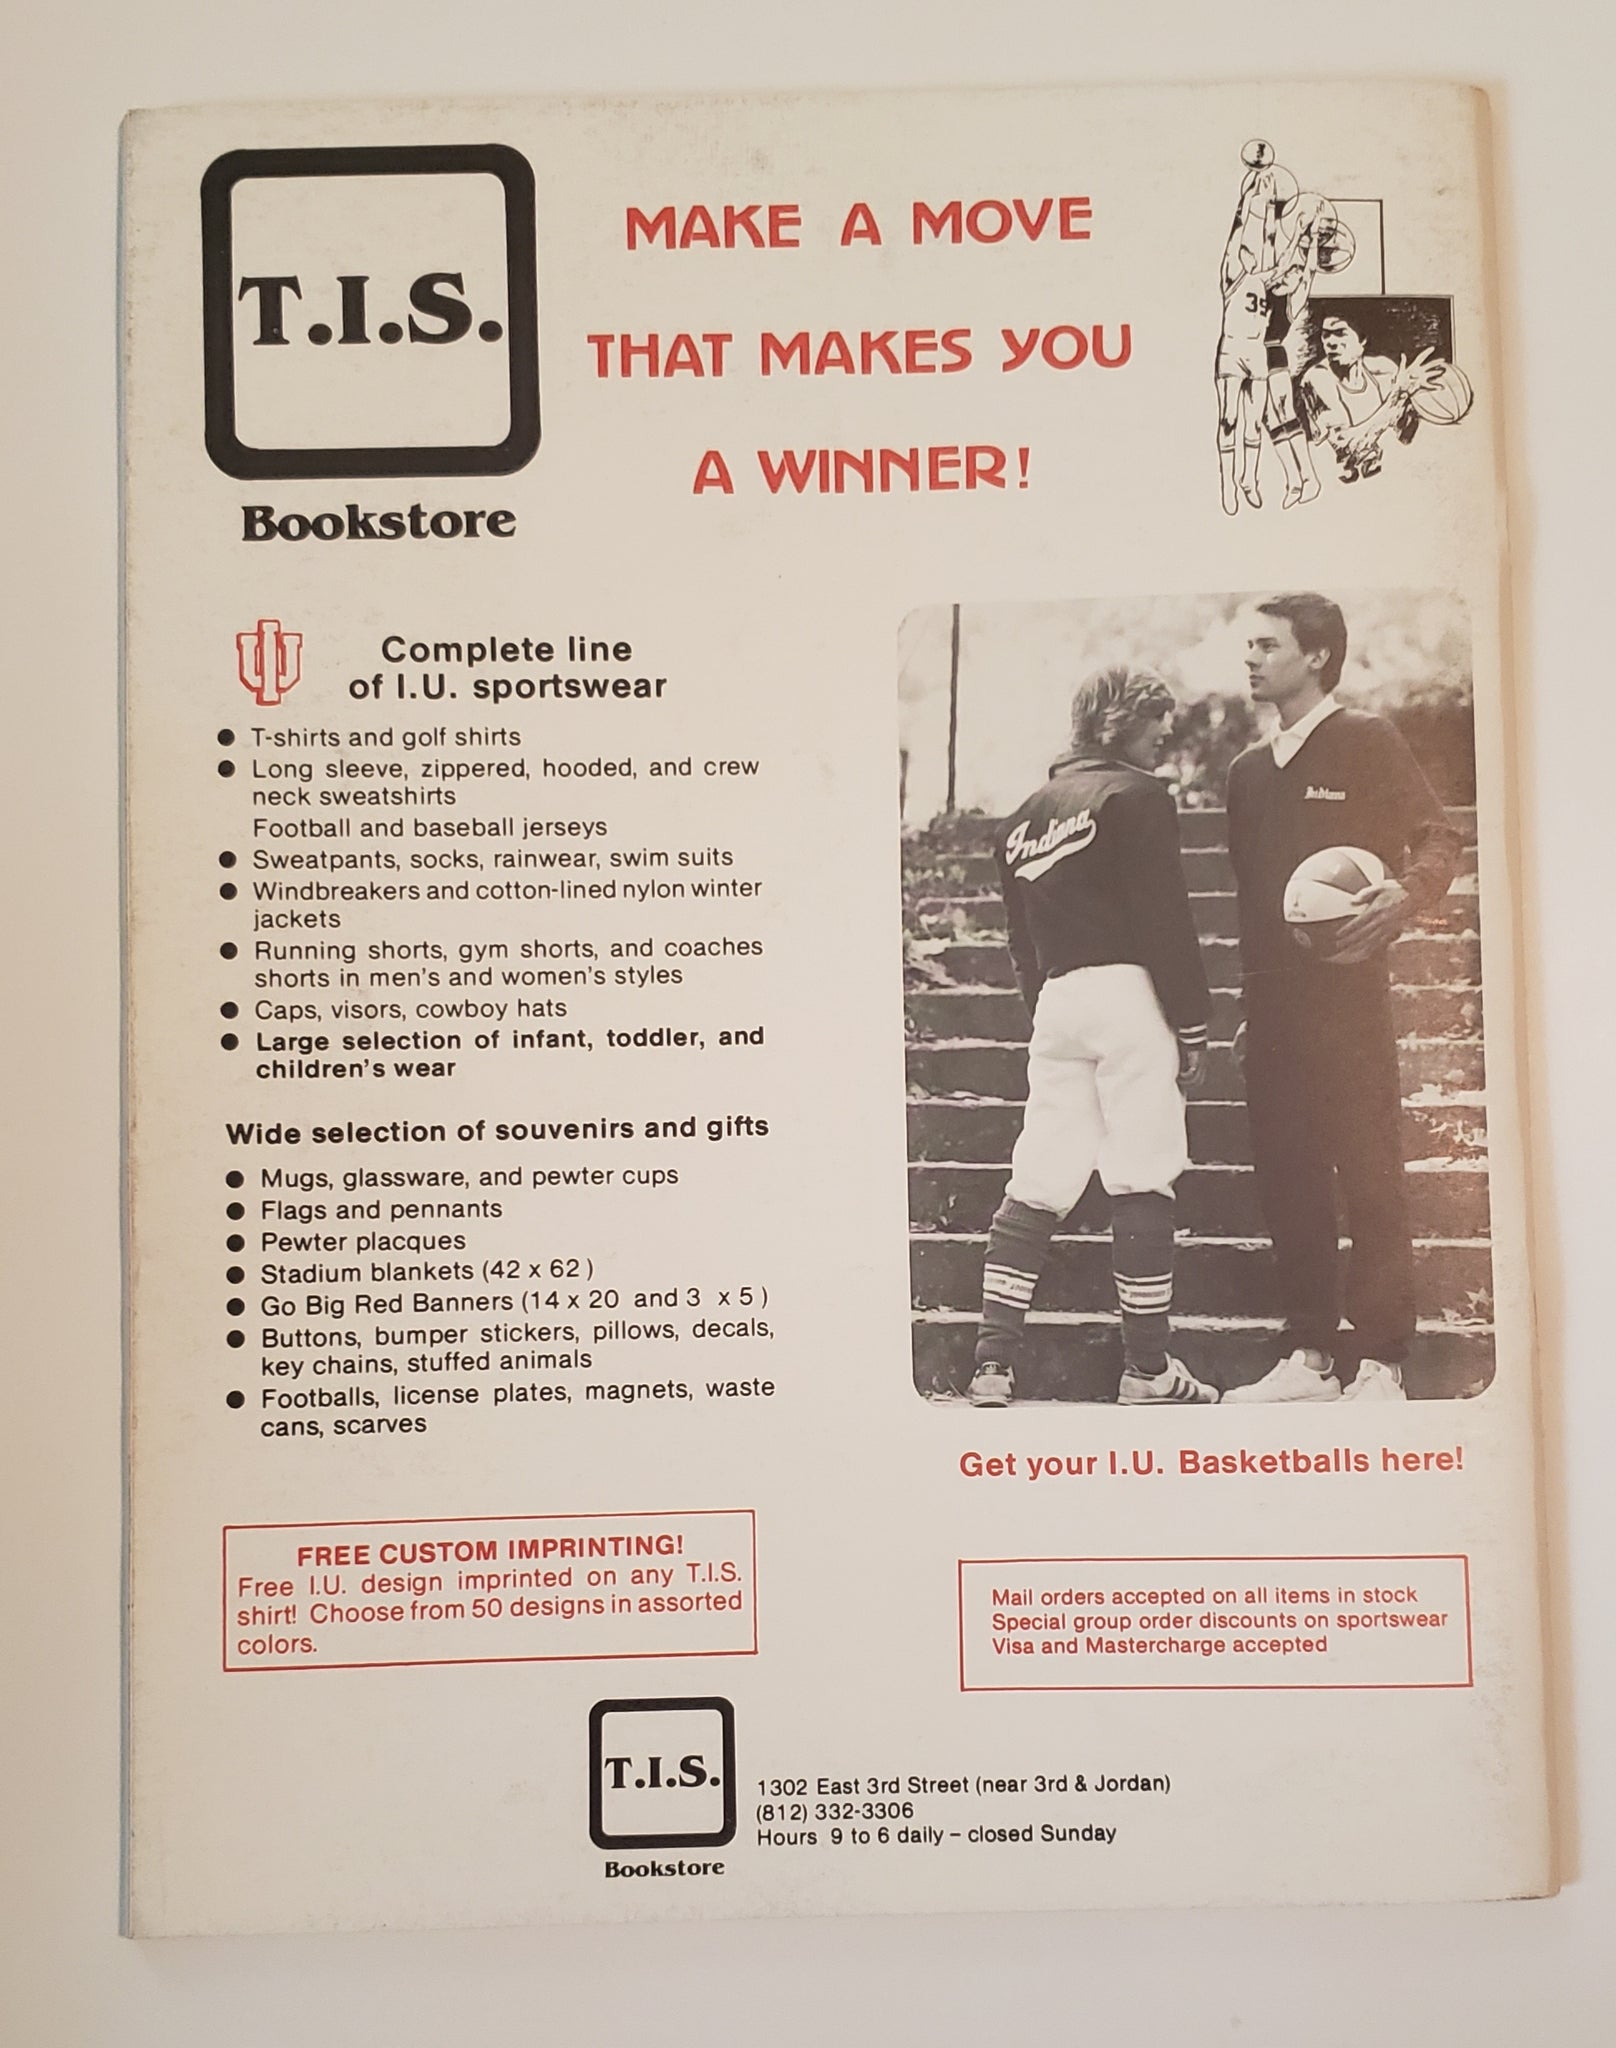 T.I.S.
Bookstore
MAKE A MOVE
THAT MAKES YOU
A WINNER!
35
32
IU
Complete line
of I.U. sportswear
● T-shirts and golf shirts
● Long sleeve, zippered, hooded, and crew
neck sweatshirts
Football and baseball jerseys
● Sweatpants, socks, rainwear, swim suits
● Windbreakers and cotton-lined nylon winter
jackets
● Running shorts, gym shorts, and coaches
shorts in men's and women's styles
● Caps, visors, cowboy hats
● Large selection of infant, toddler, and
children's wear
Wide selection of souvenirs and gifts
● Mugs, glassware, and pewter cups
● Flags and pennants
● Pewter placques
● Stadium blankets (42 x 62 )
● Go Big Red Banners (14 x 20 and 3 x 5 )
● Buttons, bumper stickers, pillows, decals,
key chains, stuffed animals
● Footballs, license plates, magnets, waste
cans, scarves
Indiana
Indiana
Get your I.U. Basketballs here!
FREE CUSTOM IMPRINTING!
Free I.U. design imprinted on any T.I.S.
shirt! Choose from 50 designs in assorted
colors.
Mail orders accepted on all items in stock
Special group order discounts on sportswear
Visa and Mastercharge accepted
T.I.S.
Bookstore
1302 East 3rd Street (near 3rd & Jordan)
(812) 332-3306
Hours 9 to 6 daily – closed Sunday